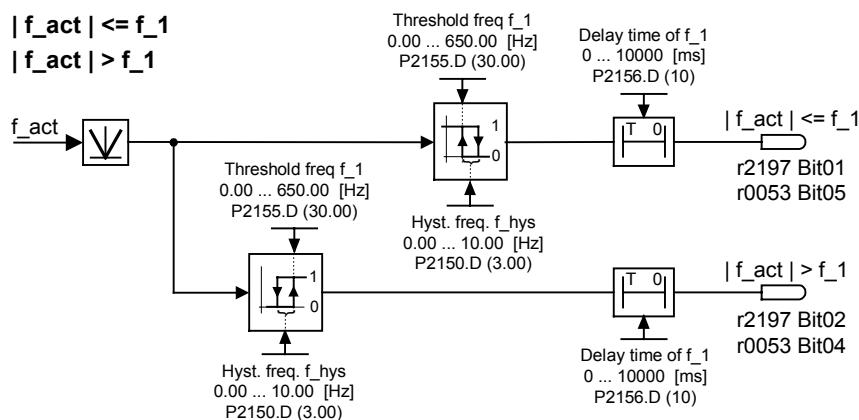 | f_act | <= f_1
| f_act | > f_1
Threshold freq f_1
0.00 ... 650.00 [Hz]
P2155.D (30.00)
Delay time of f_1
0 ... 10000 [ms]
P2156.D (10)
f_act
1
0
T 0
| f_act | <= f_1
r2197 Bit01
r0053 Bit05
Threshold freq f_1
0.00 ... 650.00 [Hz]
P2155.D (30.00)
Hyst. freq. f_hys
0.00 ... 10.00 [Hz]
P2150.D (3.00)
1
0
T 0
| f_act | > f_1
r2197 Bit02
r0053 Bit04
Hyst. freq. f_hys
0.00 ... 10.00 [Hz]
P2150.D (3.00)
Delay time of f_1
0 ... 10000 [ms]
P2156.D (10)